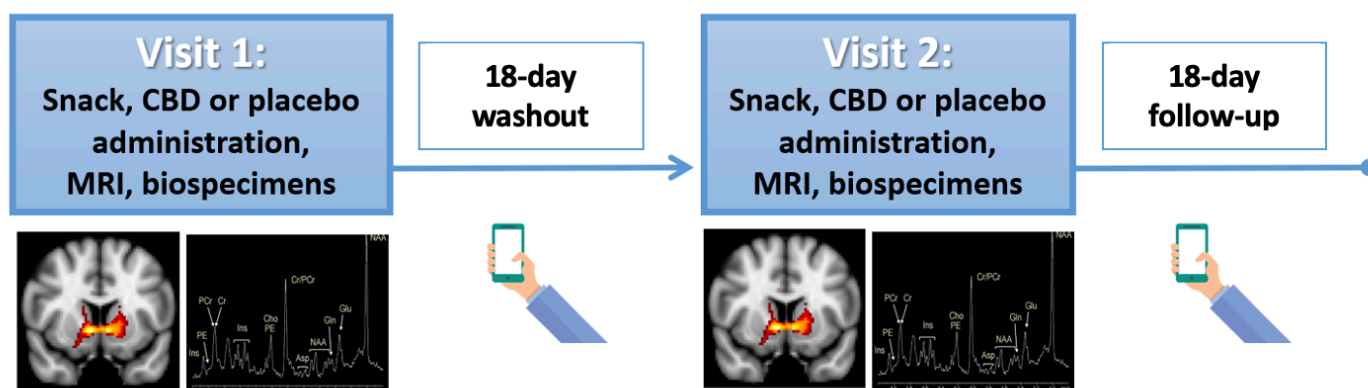 Visit 1:
Snack, CBD or placebo
administration,
MRI, biospecimens
18-day
washout
Visit 2:
Snack, CBD or placebo
administration,
MRI, biospecimens
18-day
follow-up
NAA
Cr/PCr
PCr Cr
PE
Ins
Ins
Cho
PE
Asp
NAA
Gln
Glu
NAA
Cr/PCr
PCr Cr
PE
Ins
Ins
Cho
PE
Asp
NAA
Gln
Glu